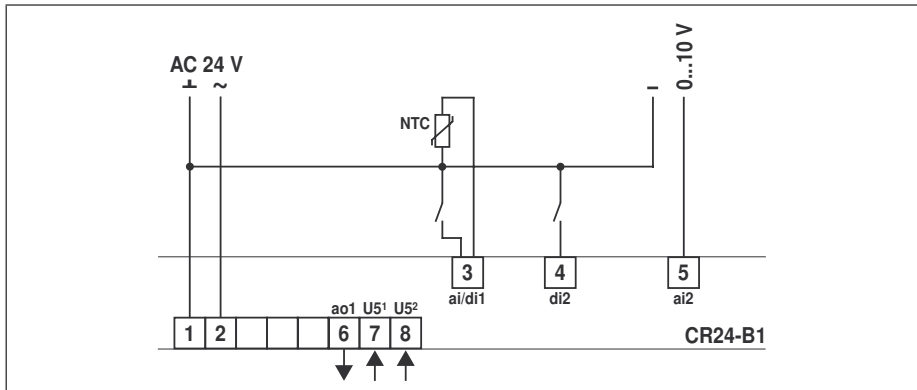 AC 24 V
⊥ ~
NTC
–
0...10 V
3 4 5
ai/di1 di2 ai2
ao1 U5¹ U5²
1 2 6 7 8
CR24-B1